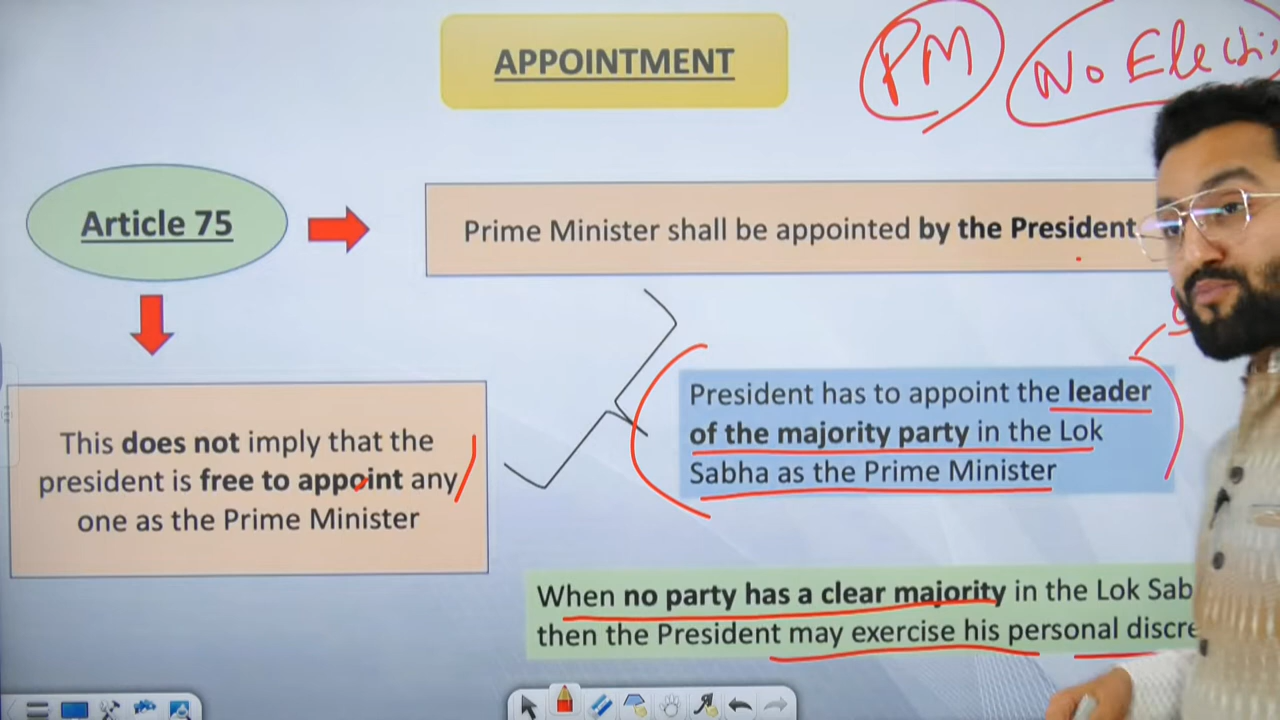 APPOINTMENT
PM
No Electi
Article 75
Prime Minister shall be appointed by the President
This does not imply that the
president is free to appoint any
one as the Prime Minister
President has to appoint the leader
of the majority party in the Lok
Sabha as the Prime Minister
When no party has a clear majority in the Lok Sab
then the President may exercise his personal discre